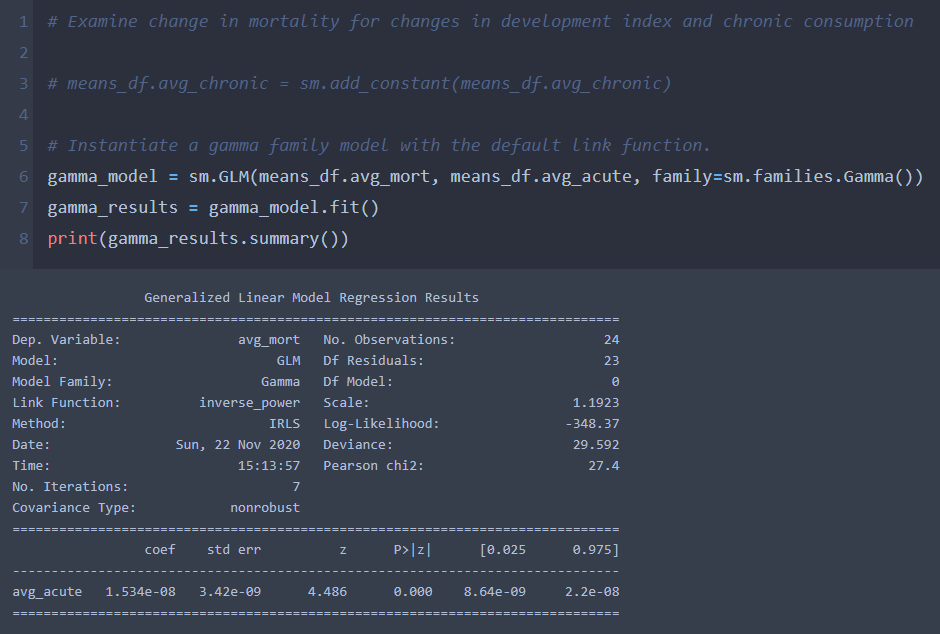 1 # Examine change in mortality for changes in development index and chronic consumption
2
3 # means_df.avg_chronic = sm.add_constant(means_df.avg_chronic)
4
5 # Instantiate a gamma family model with the default link function.
6 gamma_model = sm.GLM(means_df.avg_mort, means_df.avg_acute, family=sm.families.Gamma())
7 gamma_results = gamma_model.fit()
8 print(gamma_results.summary())
Generalized Linear Model Regression Results
==============================================================================
Dep. Variable: avg_mort No. Observations: 24
Model: GLM Df Residuals: 23
Model Family: Gamma Df Model: 0
Link Function: inverse_power Scale: 1.1923
Method: IRLS Log-Likelihood: -348.37
Date: Sun, 22 Nov 2020 Deviance: 29.592
Time: 15:13:57 Pearson chi2: 27.4
No. Iterations: 7
Covariance Type: nonrobust
==============================================================================
coef std err z P>|z| [0.025 0.975]
------------------------------------------------------------------------------
avg_acute 1.534e-08 3.42e-09 4.486 0.000 8.64e-09 2.2e-08
==============================================================================